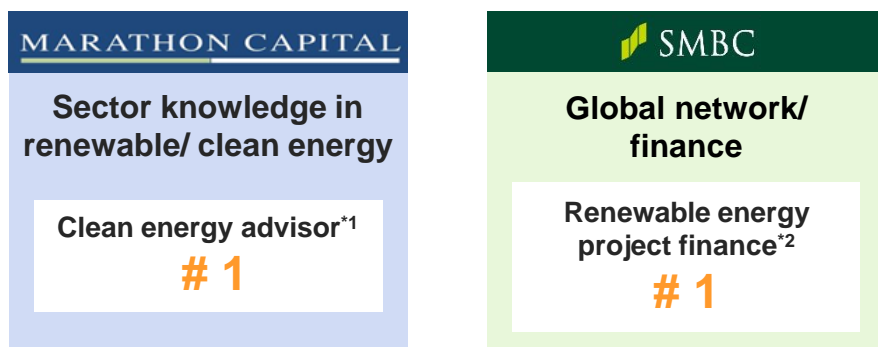 MARATHON CAPITAL
Sector knowledge in
renewable/ clean energy
Clean energy advisor*1
# 1
SMBC
Global network/
finance
Renewable energy
project finance*2
# 1